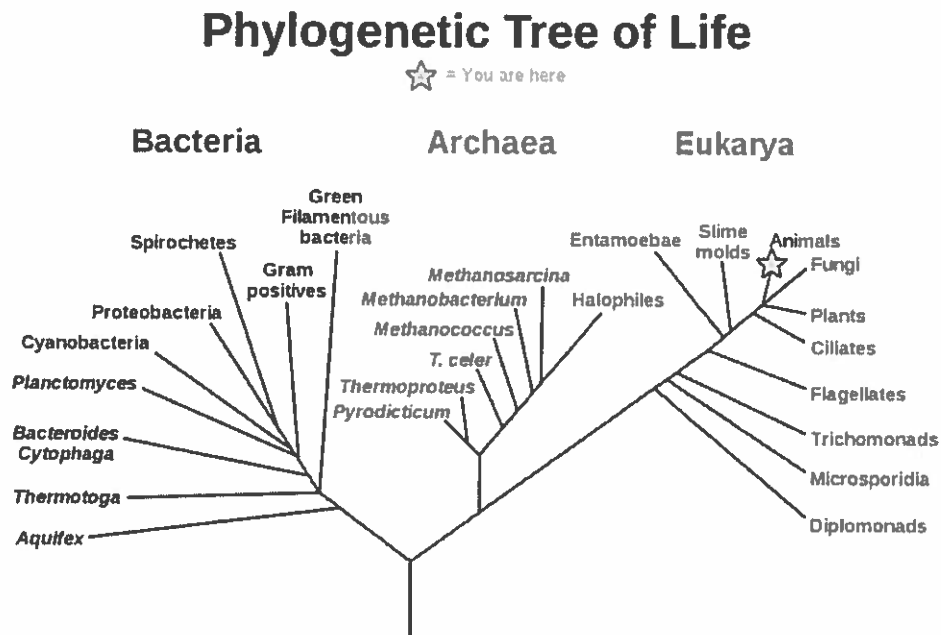 Phylogenetic Tree of Life
= You are here
Bacteria
Archaea
Eukarya
Green
Filamentous
bacteria
Spirochetes
Gram
positives
Proteobacteria
Cyanobacteria
Planctomyces
Bacteroides
Cytophaga
Thermotoga
Aquifex
Methanosarcina
Methanobacterium
Halophiles
Methanococcus
T. celer
Thermoproteus
Pyrodicticum
Entamoebae
Slime
molds
Animals
Fungi
Plants
Ciliates
Flagellates
Trichomonads
Microsporidia
Diplomonads